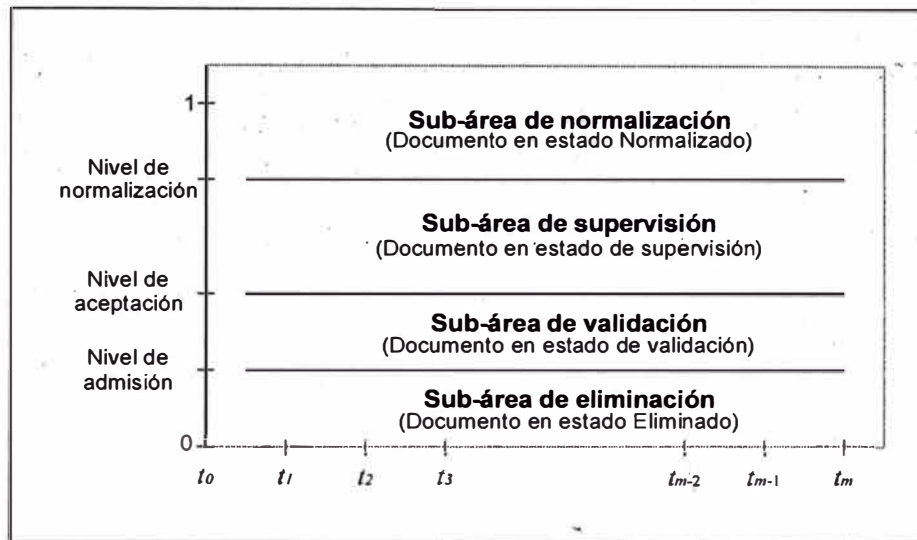 1
Sub-área de normalización
(Documento en estado Normalizado)
Nivel de
normalización
Sub-área de supervisión
(Documento en estado de supervisión)
Nivel de
aceptación
Sub-área de validación
(Documento en estado de validación)
Nivel de
admisión
Sub-área de eliminación
(Documento en estado Eliminado)
0
t0 t1 t2 t3 tm-2 tm-1 tm